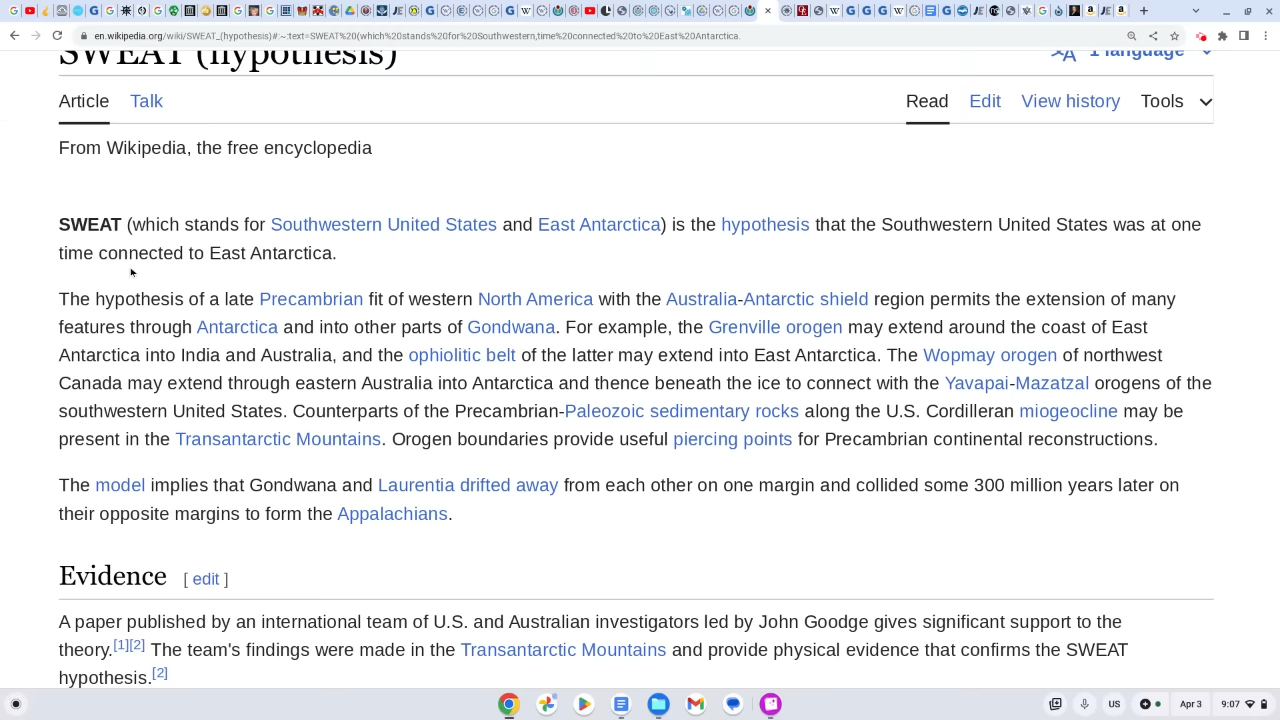 en.wikipedia.org/wiki/SWEAT_(hypothesis)#:~:text=SWEAT%20(which%20stands%20for%20Southwestern,time%20connected%20to%20East%20Antarctica.
SWEAT (hypothesis)
1 language
Article Talk Read Edit View history Tools
From Wikipedia, the free encyclopedia
SWEAT (which stands for Southwestern United States and East Antarctica) is the hypothesis that the Southwestern United States was at one
time connected to East Antarctica.
The hypothesis of a late Precambrian fit of western North America with the Australia-Antarctic shield region permits the extension of many
features through Antarctica and into other parts of Gondwana. For example, the Grenville orogen may extend around the coast of East
Antarctica into India and Australia, and the ophiolitic belt of the latter may extend into East Antarctica. The Wopmay orogen of northwest
Canada may extend through eastern Australia into Antarctica and thence beneath the ice to connect with the Yavapai-Mazatzal orogens of the
southwestern United States. Counterparts of the Precambrian-Paleozoic sedimentary rocks along the U.S. Cordilleran miogeocline may be
present in the Transantarctic Mountains. Orogen boundaries provide useful piercing points for Precambrian continental reconstructions.
The model implies that Gondwana and Laurentia drifted away from each other on one margin and collided some 300 million years later on
their opposite margins to form the Appalachians.
Evidence [ edit ]
A paper published by an international team of U.S. and Australian investigators led by John Goodge gives significant support to the
theory.[1][2] The team's findings were made in the Transantarctic Mountains and provide physical evidence that confirms the SWEAT
hypothesis.[2]
US Apr 3 9:07